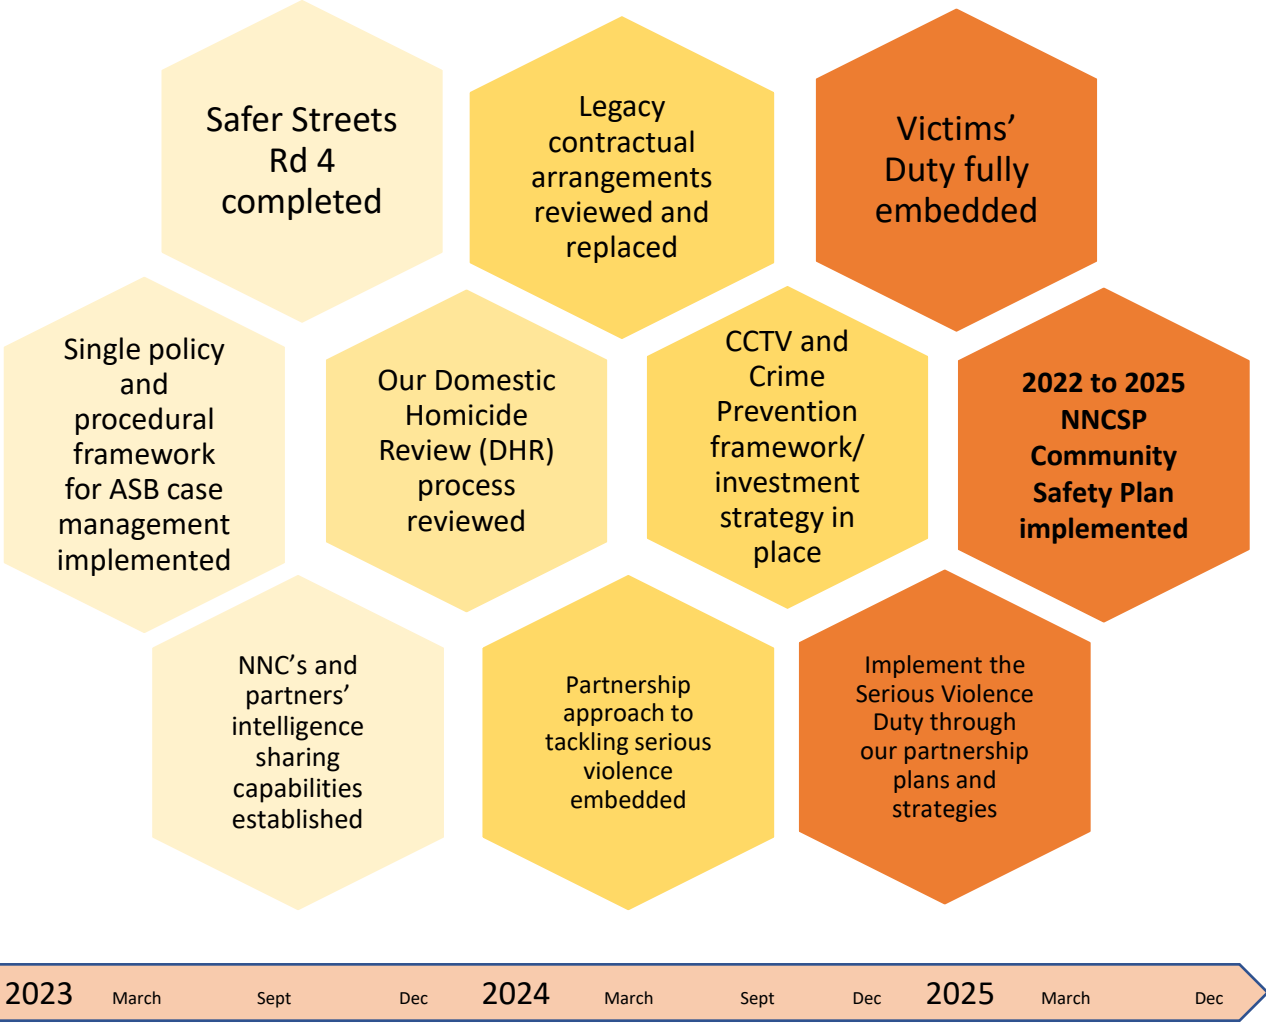 Safer Streets
Rd 4
completed
Legacy
contractual
arrangements
reviewed and
replaced
Victims’
Duty fully
embedded
Single policy
and
procedural
framework
for ASB case
management
implemented
Our Domestic
Homicide
Review (DHR)
process
reviewed
CCTV and
Crime
Prevention
framework/
investment
strategy in
place
2022 to 2025
NNCSP
Community
Safety Plan
implemented
NNC’s and
partners’
intelligence
sharing
capabilities
established
Partnership
approach to
tackling serious
violence
embedded
Implement the
Serious Violence
Duty through
our partnership
plans and
strategies
2023 March Sept Dec 2024 March Sept Dec 2025 March Dec